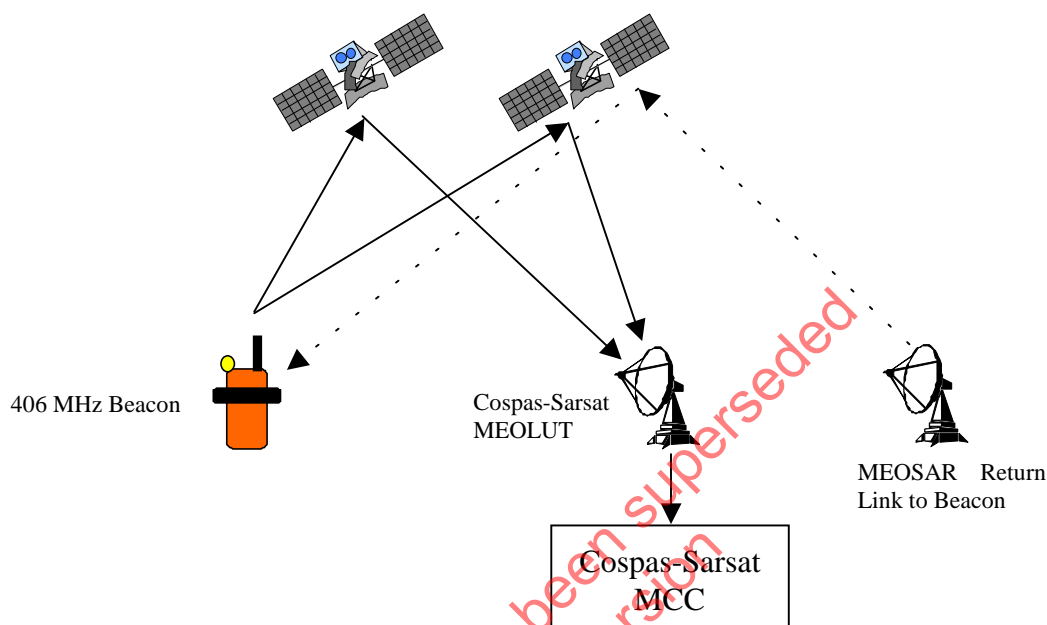 406 MHz Beacon
Cospas-Sarsat
MEOLUT
MEOSAR Return
Link to Beacon
Cospas-Sarsat
MCC
been superseded